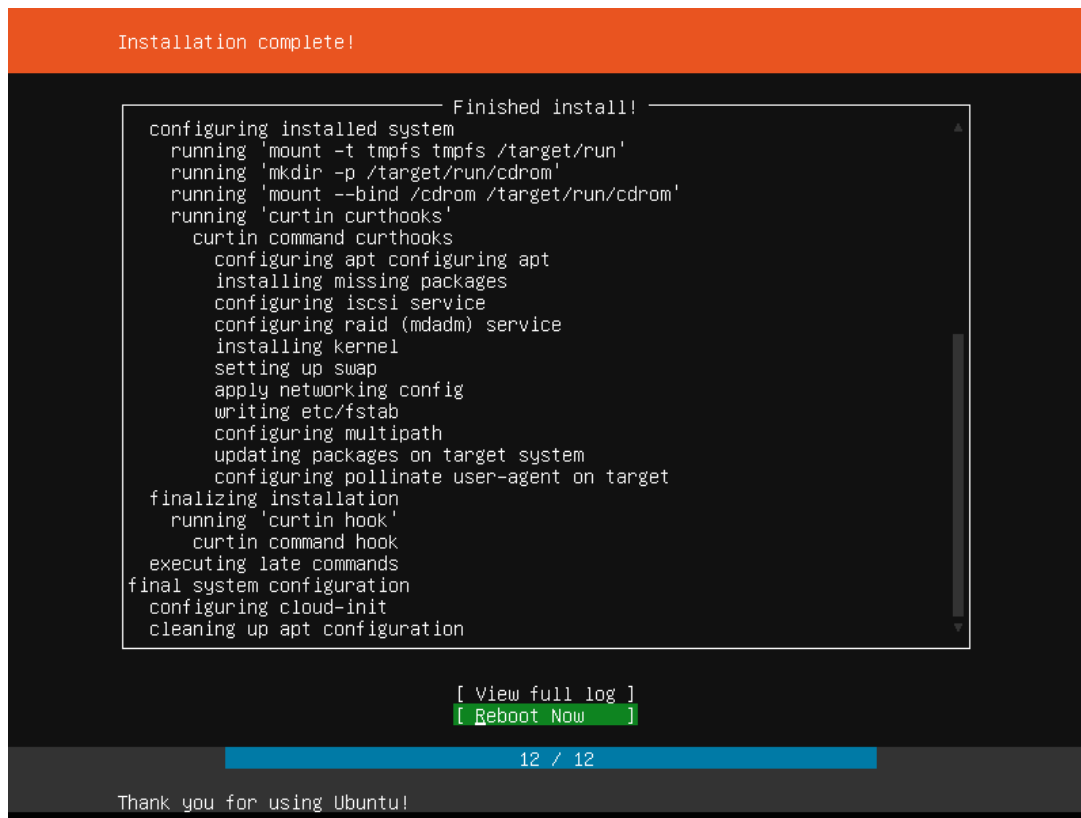 Installation complete!
Finished install!
configuring installed system
running 'mount -t tmpfs tmpfs /target/run'
running 'mkdir -p /target/run/cdrom'
running 'mount --bind /cdrom /target/run/cdrom'
running 'curtin curthooks'
curtin command curthooks
configuring apt configuring apt
installing missing packages
configuring iscsi service
configuring raid (mdadm) service
installing kernel
setting up swap
apply networking config
writing etc/fstab
configuring multipath
updating packages on target system
configuring pollinate user-agent on target
finalizing installation
running 'curtin hook'
curtin command hook
executing late commands
final system configuration
configuring cloud-init
cleaning up apt configuration
[ View full log ]
[ Reboot Now ]
12 / 12
Thank you for using Ubuntu!